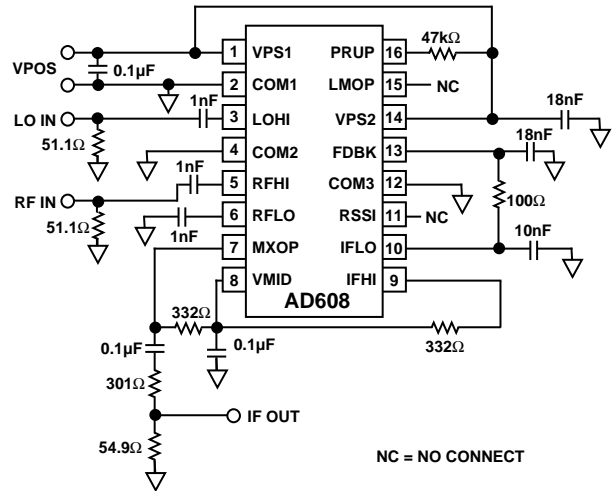 47kΩ
1 VPS1 PRUP 16
VPOS
0.1µF
2 COM1 LMOP 15 NC
1nF 18nF
LO IN 3 LOHI VPS2 14
18nF
51.1Ω 4 COM2 FDBK 13
1nF
RF IN 5 RFHI COM3 12
100Ω
51.1Ω 6 RFLO RSSI 11 NC
1nF 10nF
7 MXOP IFLO 10
8 VMID IFHI 9
AD608
332Ω 332Ω
0.1µF 0.1µF
301Ω
IF OUT
54.9Ω
NC = NO CONNECT